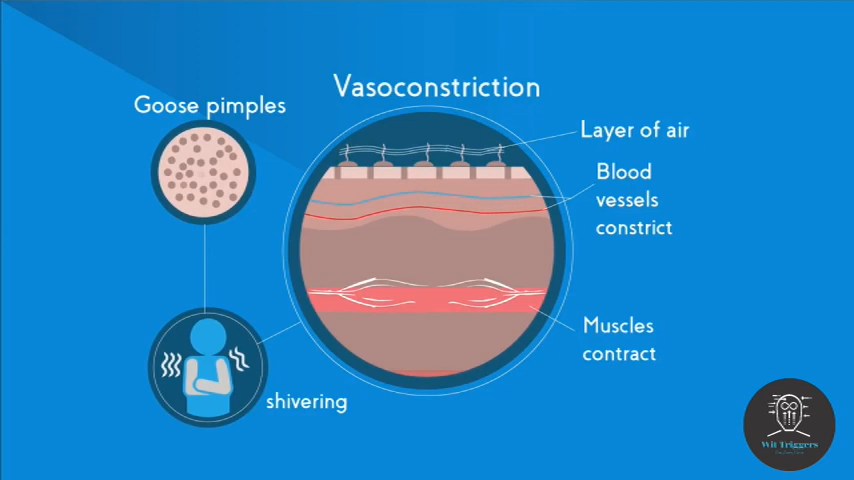 Vasoconstriction
Goose pimples
Layer of air
Blood
vessels
constrict
Muscles
contract
shivering
Wit Triggers